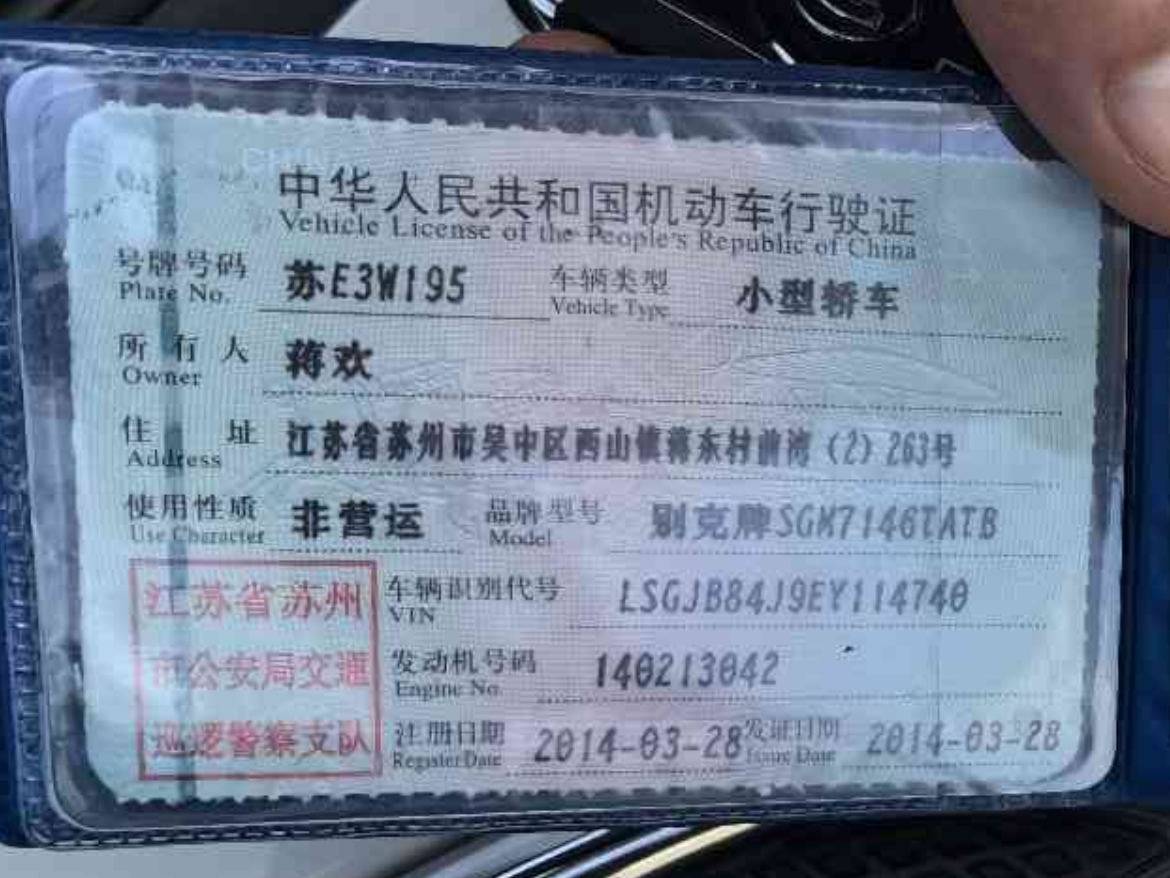 中华人民共和国机动车行驶证
Vehicle License of the People's Republic of China
号牌号码 苏E3W195 车辆类型 小型轿车
Plate No. Vehicle Type
所有人 蒋欢
Owner
住址 江苏省苏州市吴中区西山镇蒋东村前湾(2)263号
Address
使用性质 非营运 品牌型号 别克牌SGM7146TATB
Use Character Model
江苏省苏州 车辆识别代号 LSGJB84J9EY114740
VIN
市公安局交通 发动机号码 140213042
Engine No.
巡逻警察支队 注册日期 2014-03-28 发证日期 2014-03-28
Register Date Issue Date